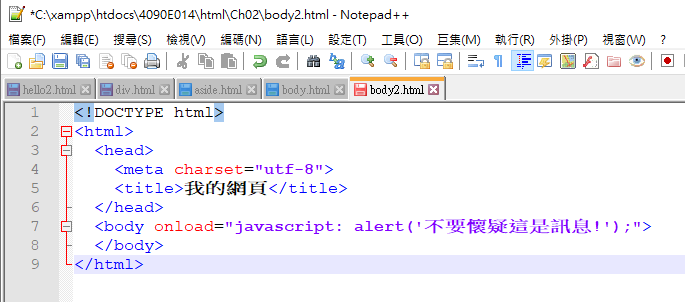 *C:\xampp\htdocs\4090E014\html\Ch02\body2.html - Notepad++
檔案(F) 編輯(E) 搜尋(S) 檢視(V) 編碼(N) 語言(L) 設定(T) 工具(O) 巨集(M) 執行(R) 外掛(P) 視窗(W) ?
hello2.html div.html aside.html body.html body2.html
1 <!DOCTYPE html>
2 <html>
3 <head>
4 <meta charset="utf-8">
5 <title>我的網頁</title>
6 </head>
7 <body onload="javascript: alert('不要懷疑這是訊息!');">
8 </body>
9 </html>